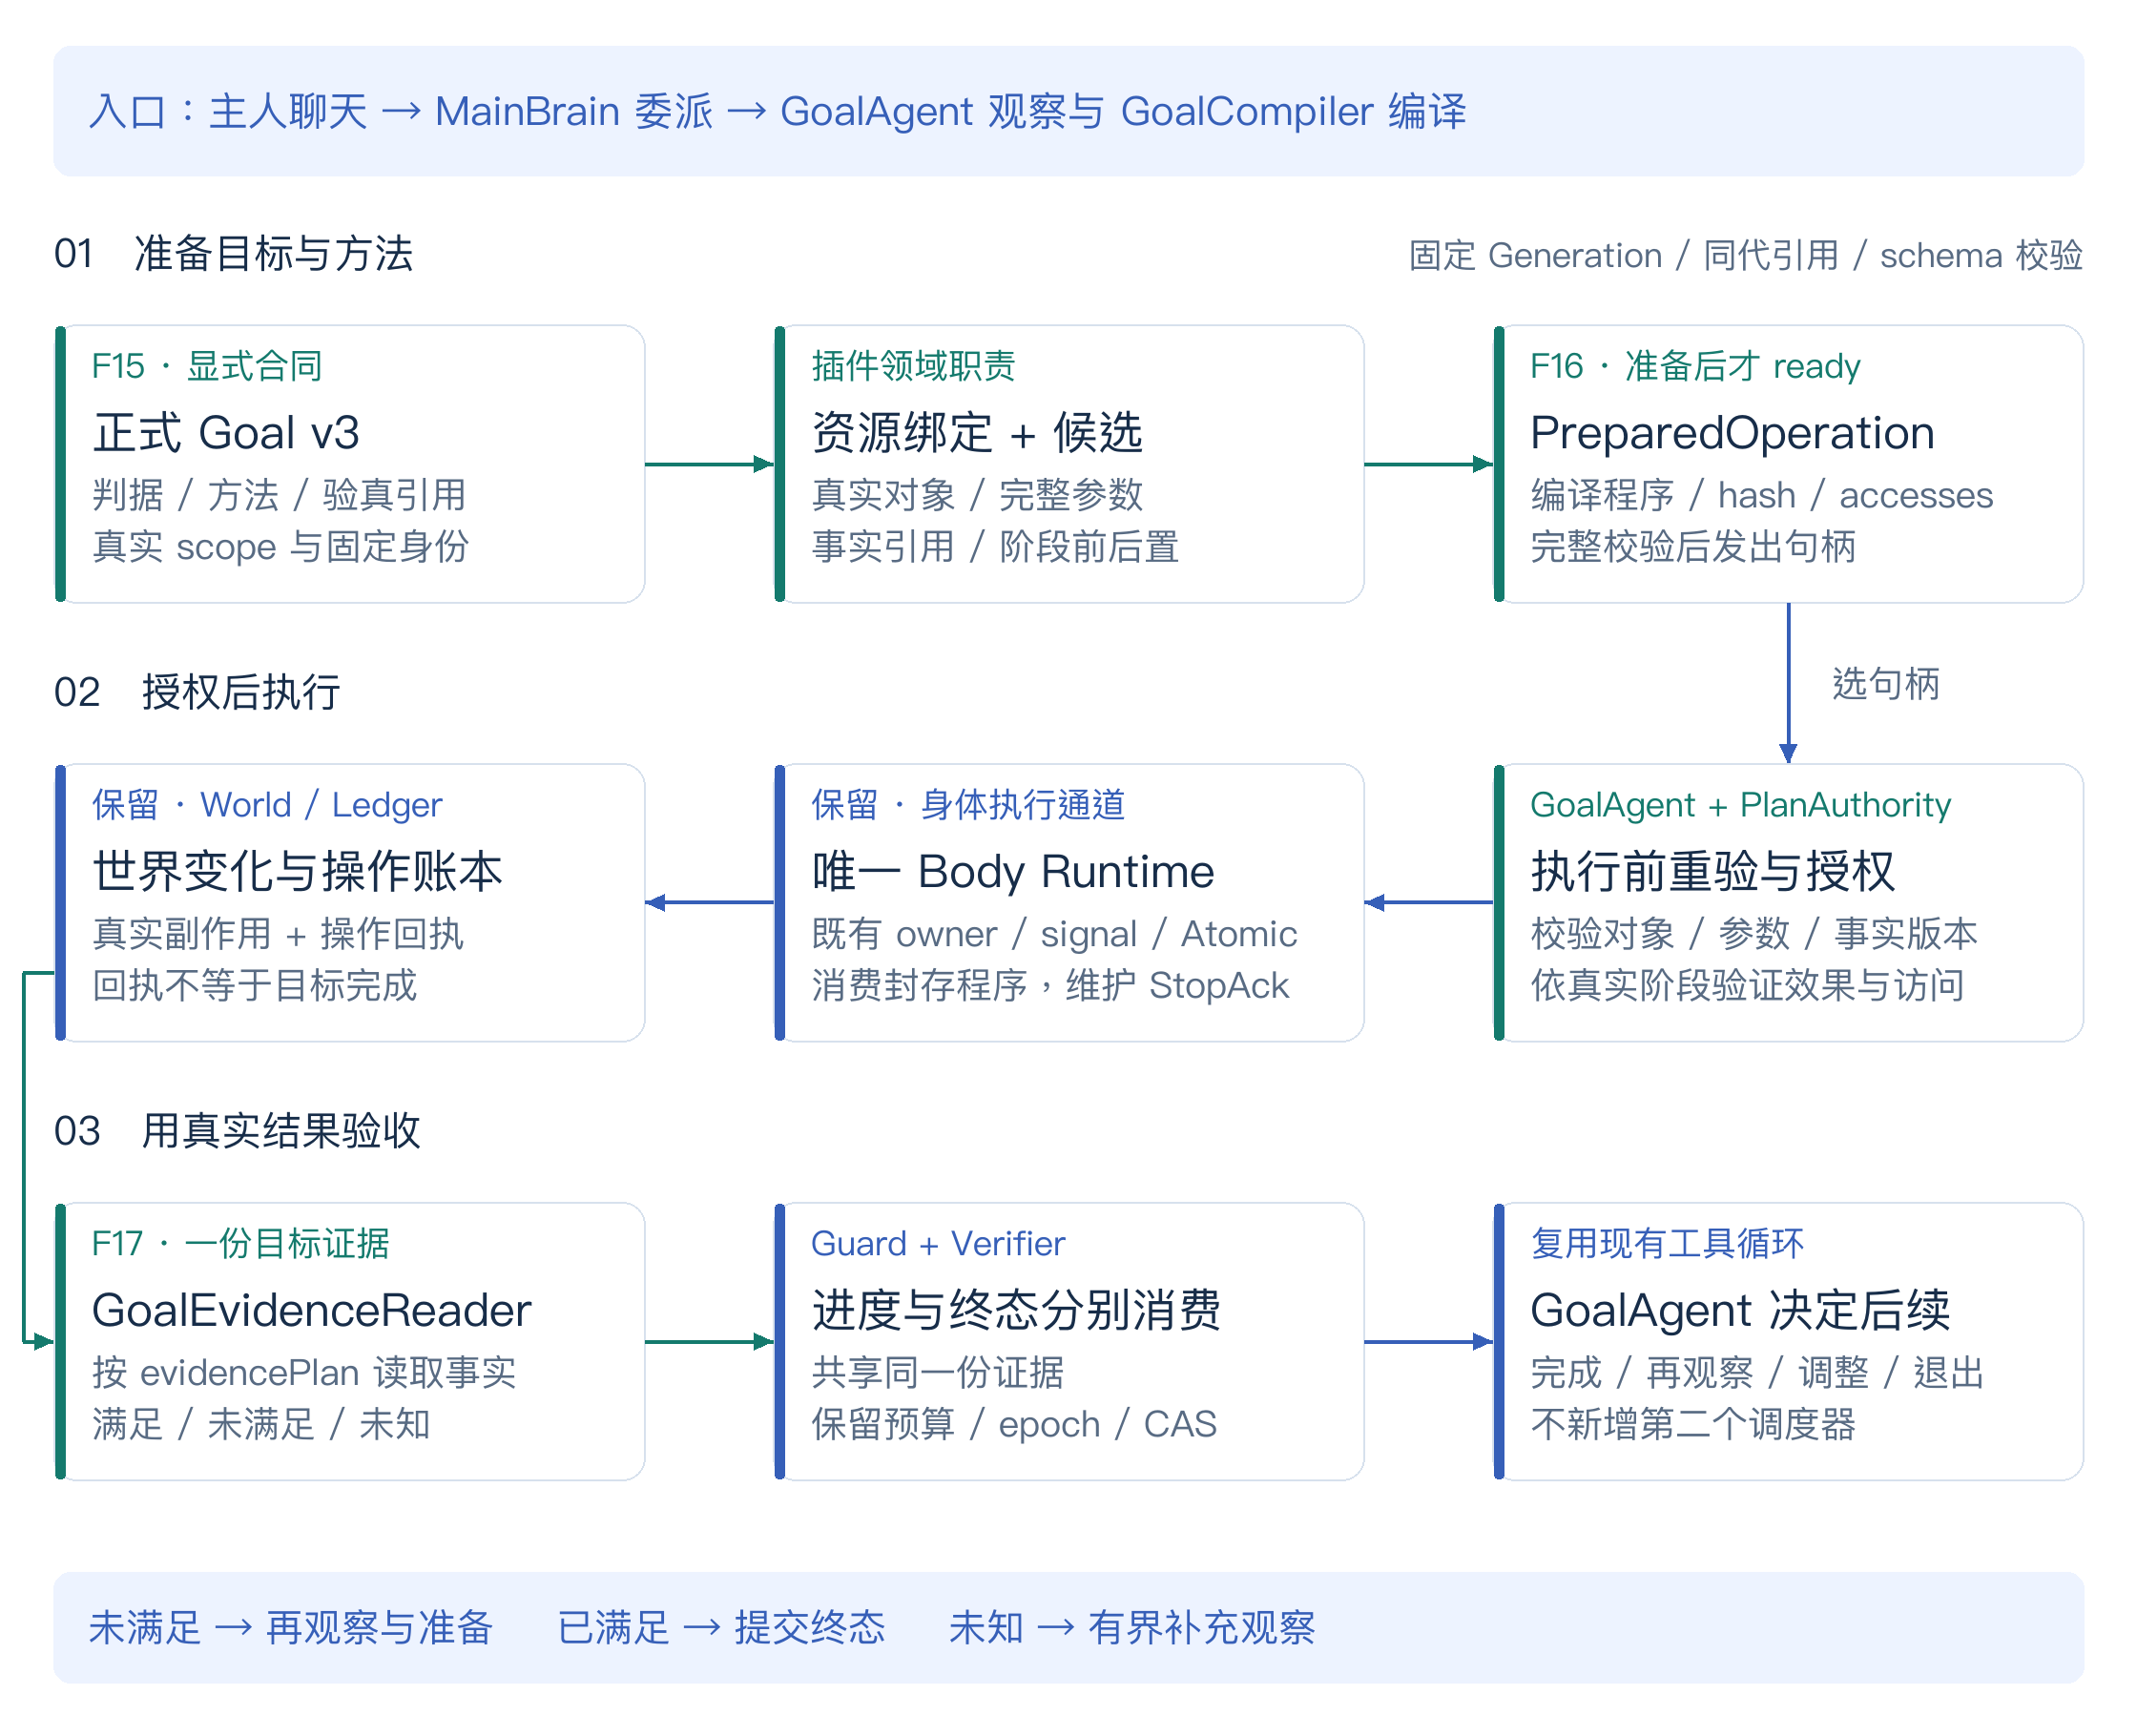 入口：主人聊天 → MainBrain 委派 → GoalAgent 观察与 GoalCompiler 编译
01 准备目标与方法
固定 Generation / 同代引用 / schema 校验
F15 · 显式合同
正式 Goal v3
判据 / 方法 / 验真引用
真实 scope 与固定身份
插件领域职责
资源绑定 + 候选
真实对象 / 完整参数
事实引用 / 阶段前后置
F16 · 准备后才 ready
PreparedOperation
编译程序 / hash / accesses
完整校验后发出句柄
选句柄
02 授权后执行
保留 · World / Ledger
世界变化与操作账本
真实副作用 + 操作回执
回执不等于目标完成
保留 · 身体执行通道
唯一 Body Runtime
既有 owner / signal / Atomic
消费封存程序，维护 StopAck
GoalAgent + PlanAuthority
执行前重验与授权
校验对象 / 参数 / 事实版本
依真实阶段验证效果与访问
03 用真实结果验收
F17 · 一份目标证据
GoalEvidenceReader
按 evidencePlan 读取事实
满足 / 未满足 / 未知
Guard + Verifier
进度与终态分别消费
共享同一份证据
保留预算 / epoch / CAS
复用现有工具循环
GoalAgent 决定后续
完成 / 再观察 / 调整 / 退出
不新增第二个调度器
未满足 → 再观察与准备 已满足 → 提交终态 未知 → 有界补充观察